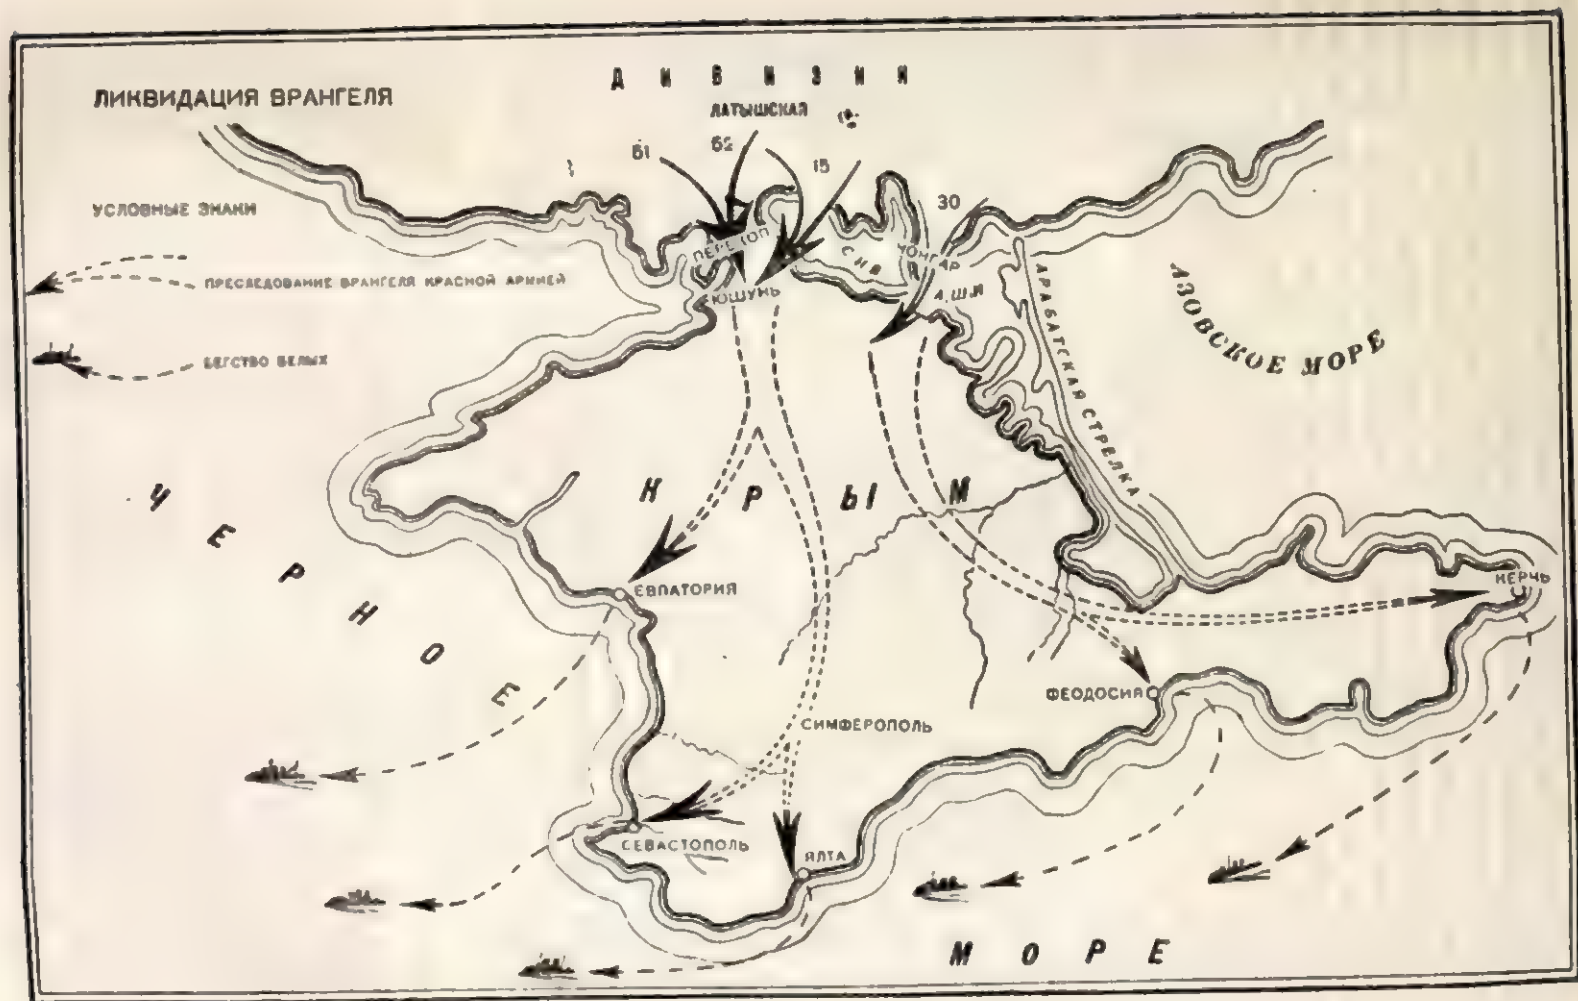 ДИВИЗИИ
ЛИКВИДАЦИЯ ВРАНГЕЛЯ
ЛАТЫШСКАЯ
51
52
15
30
УСЛОВНЫЕ ЗНАКИ
ПРЕСЛЕДОВАНИЕ ВРАНГЕЛЯ КРАСНОЙ АРМИЕЙ
БЕГСТВО БЕЛЫХ
ПЕРЕКОП
ЮШУНЬ
ЧОНГАР
АРАБАТСКАЯ СТРЕЛКА
АЗОВСКОЕ МОРЕ
КРЫМ
ЧЕРНОЕ
ЕВПАТОРИЯ
КЕРЧЬ
ФЕОДОСИЯ
СИМФЕРОПОЛЬ
СЕВАСТОПОЛЬ
ЯЛТА
МОРЕ